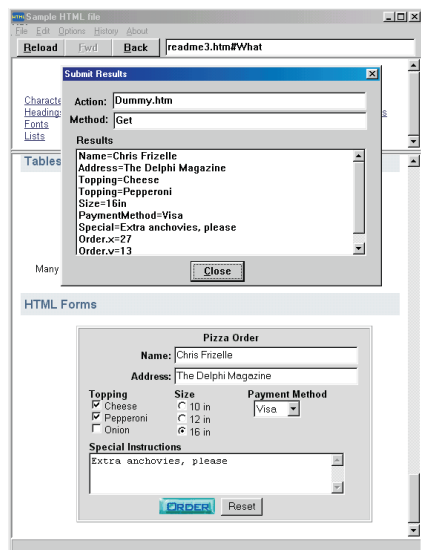 Sample HTML file
File Edit Options History About
Reload Fwd Back readme3.htm#What
Submit Results
Action: Dummy.htm
Method: Get
Results
Name=Chris Frizelle
Address=The Delphi Magazine
Topping=Cheese
Topping=Pepperoni
Size=16in
PaymentMethod=Visa
Special=Extra anchovies, please
Order.x=27
Order.y=13
Close
Characte
Heading
s
Fonts
Lists
Tables
Many
HTML Forms
Pizza Order
Name: Chris Frizelle
Address: The Delphi Magazine
Topping Size Payment Method
Cheese 10 in Visa
Pepperoni 12 in
Onion 16 in
Special Instructions
Extra anchovies, please
ORDER Reset